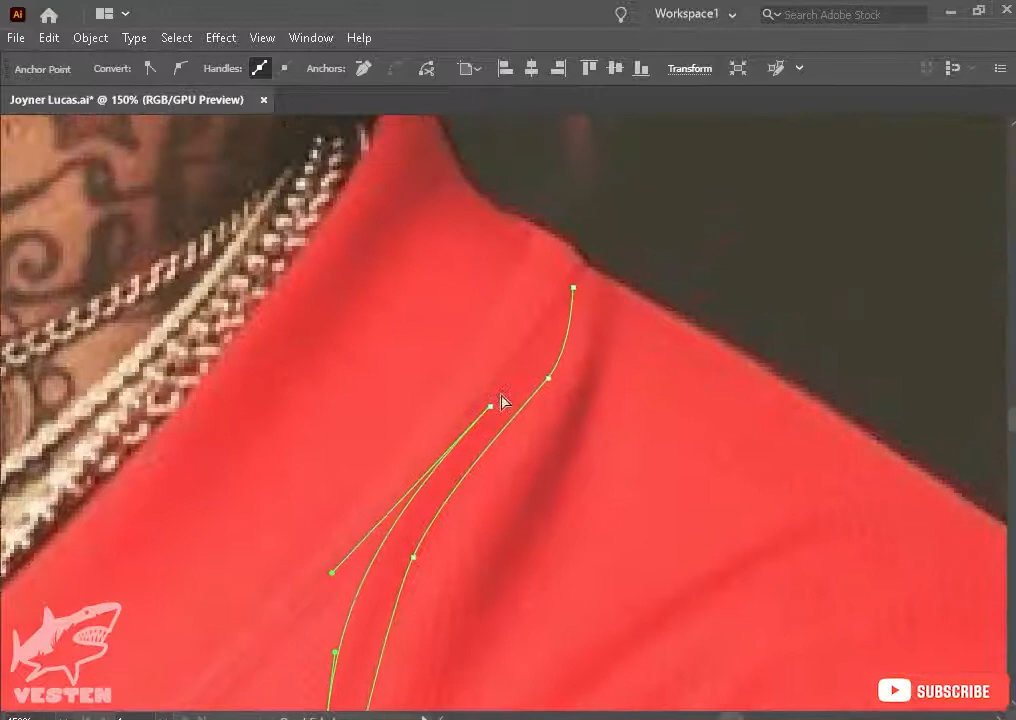 Ai
Workspace1
Search Adobe Stock
File Edit Object Type Select Effect View Window Help
Anchor Point Convert: Handles: Anchors: Transform
Joyner Lucas.ai* @ 150% (RGB/GPU Preview) ×
VESTEN
SUBSCRIBE